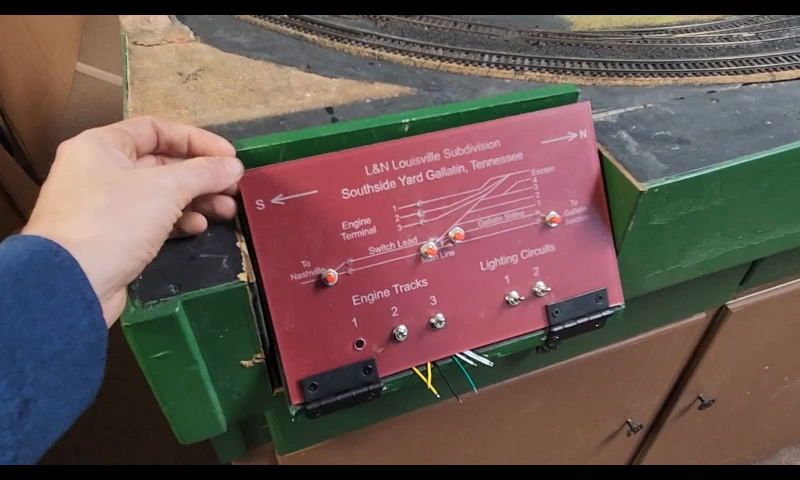 L&N Louisville Subdivision
Southside Yard Gallatin, Tennessee
S
N
Escape
4
3
2
1
1
2
3
Engine
Terminal
Switch Lead
Gallatin Siding
To
Gallatin
To
Nashville
Main Line
Engine Tracks
1 2 3
Lighting Circuits
1 2